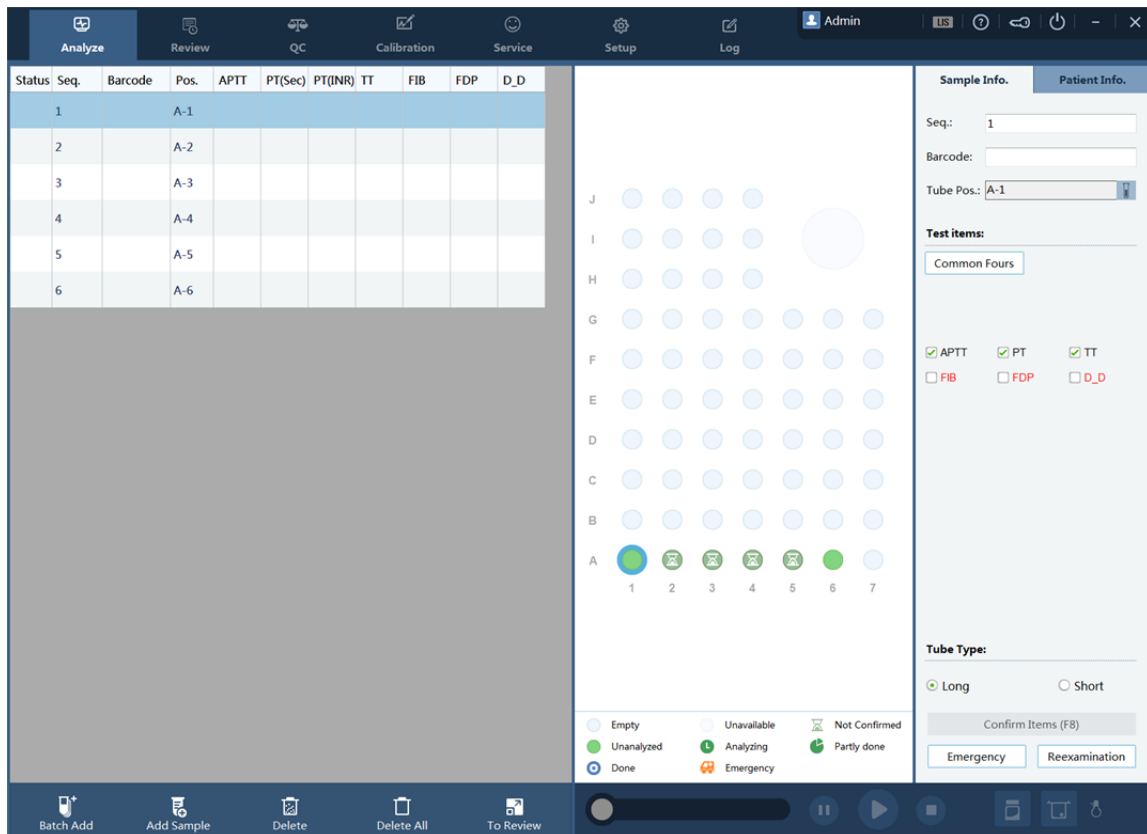 Admin
LIS
Analyze Review QC Calibration Service Setup Log
Status Seq. Barcode Pos. APTT PT(Sec) PT(INR) TT FIB FDP D_D
1 A-1
2 A-2
3 A-3
4 A-4
5 A-5
6 A-6
J
I
H
G
F
E
D
C
B
A
1 2 3 4 5 6 7
Empty Unavailable Not Confirmed
Unanalyzed Analyzing Partly done
Done Emergency
Sample Info. Patient Info.
Seq.: 1
Barcode:
Tube Pos.: A-1
Test items:
Common Fours
APTT PT TT
FIB FDP D_D
Tube Type:
Long Short
Confirm Items (F8)
Emergency Reexamination
Batch Add Add Sample Delete Delete All To Review